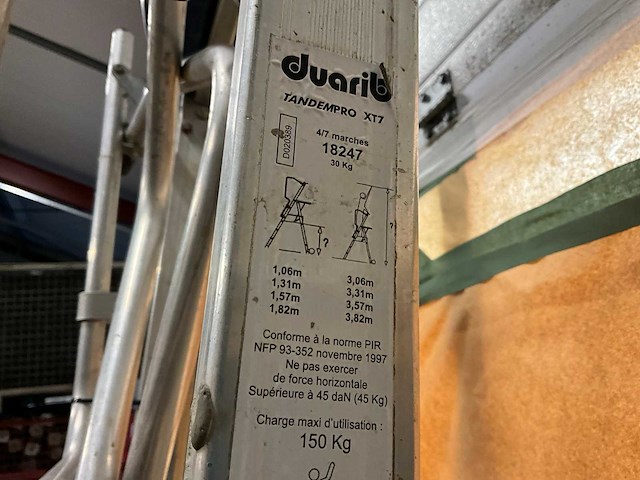 duarib
TANDEMPRO XT7
4/7 marches
D020369
18247
30 Kg
?
?
1,06m 3,06m
1,31m 3,31m
1,57m 3,57m
1,82m 3,82m
Conforme à la norme PIR
NFP 93-352 novembre 1997
Ne pas exercer
de force horizontale
Supérieure à 45 daN (45 Kg)
Charge maxi d'utilisation :
150 Kg